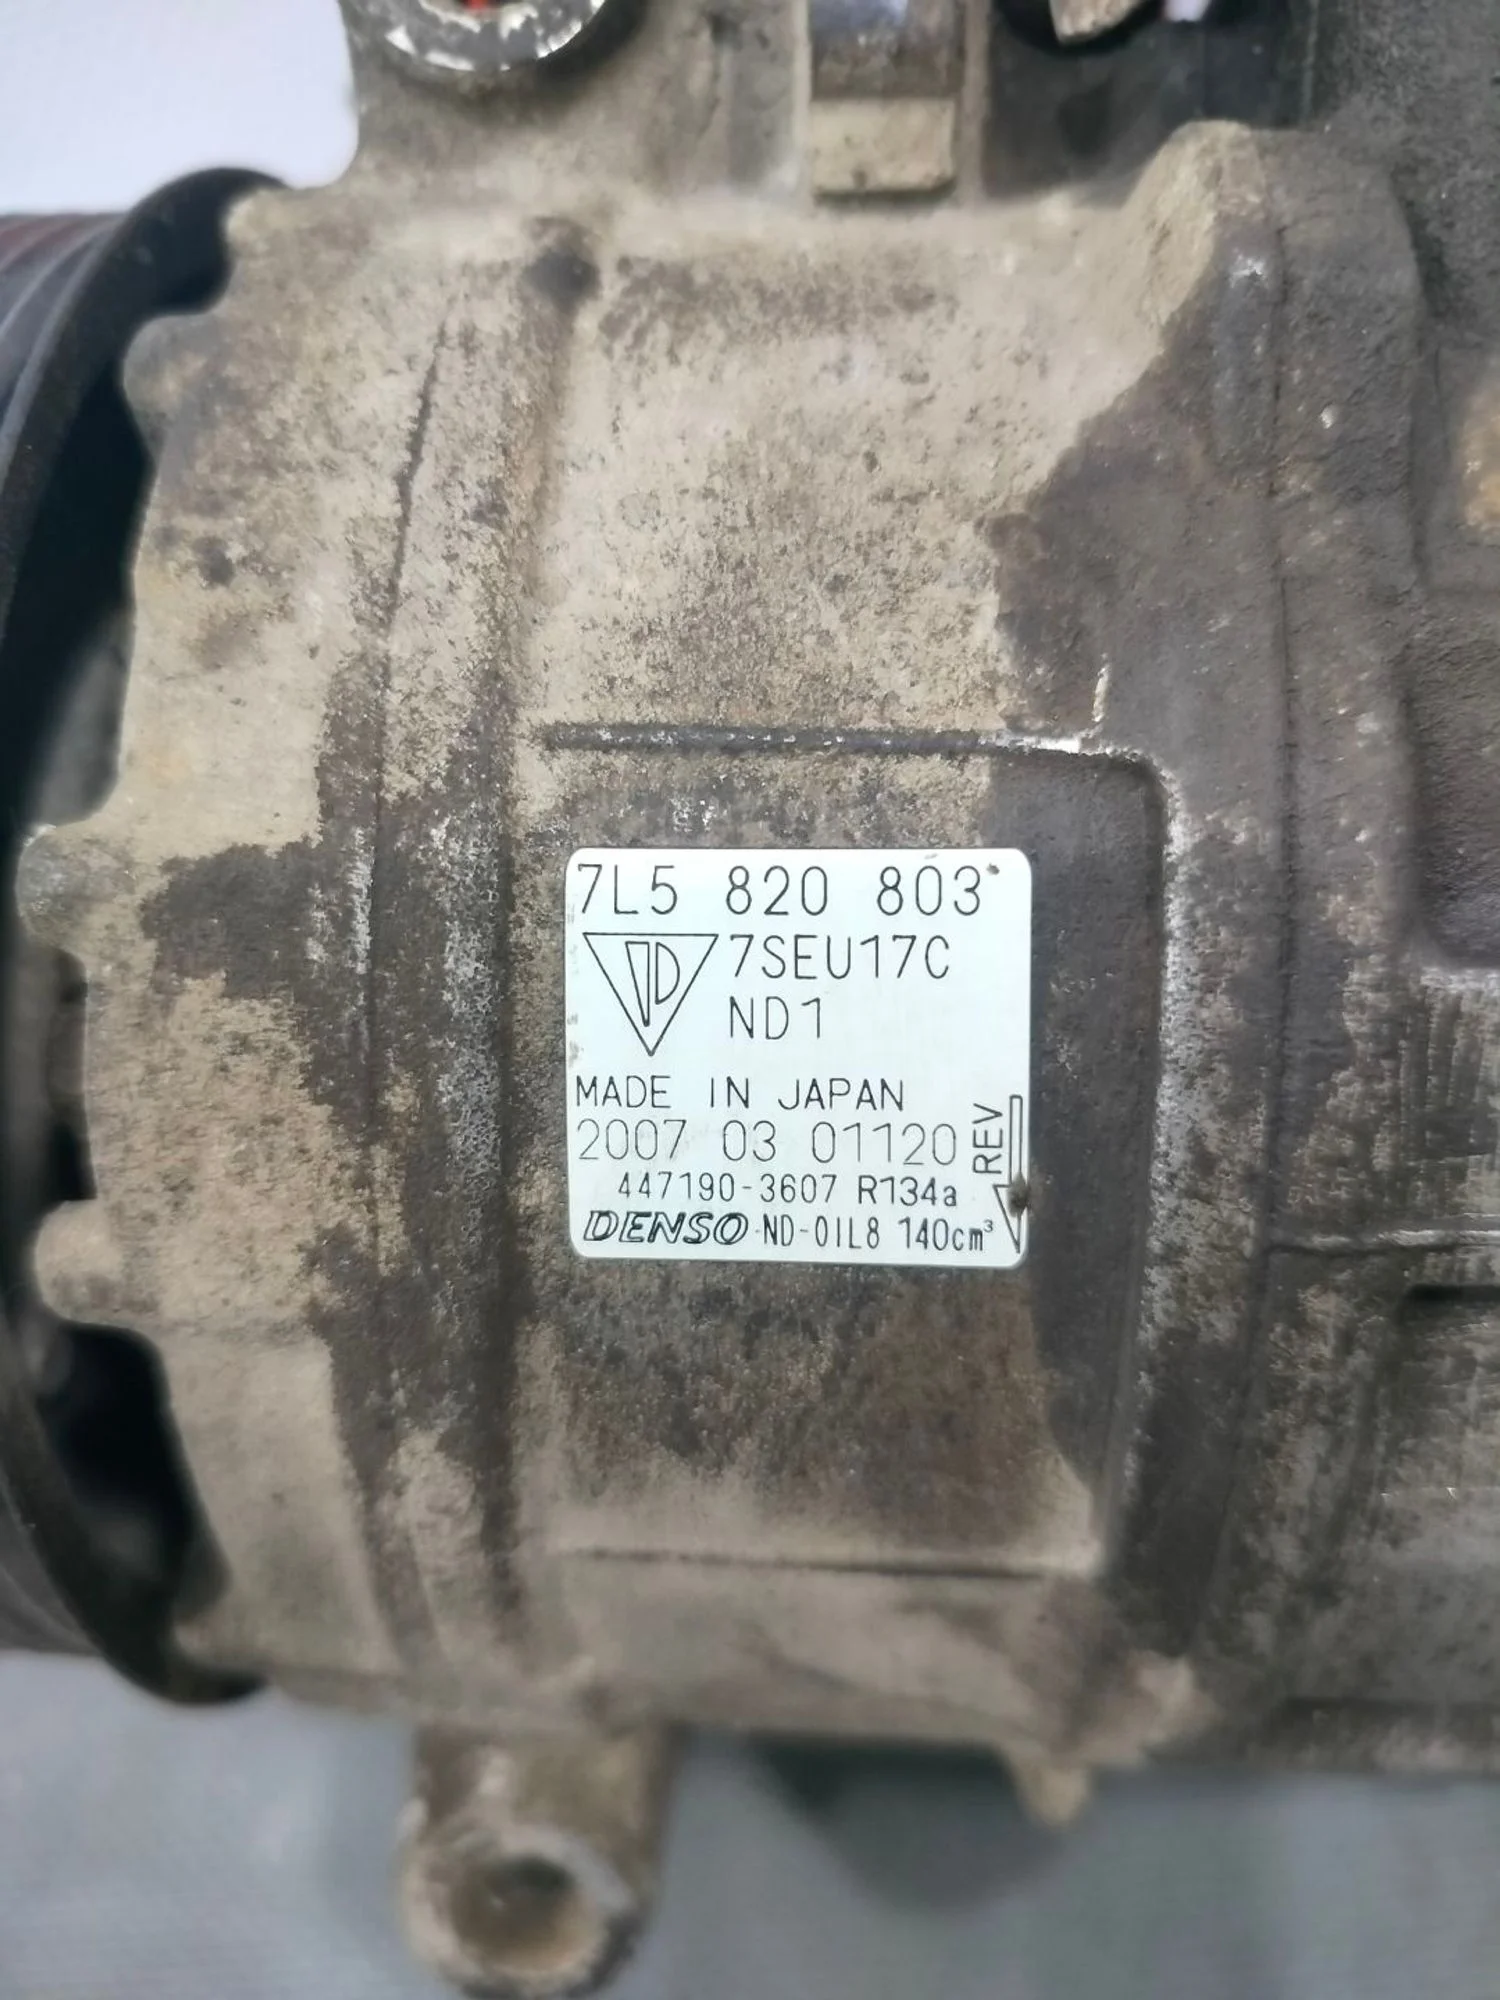 7L5 820 803
7SEU17C
ND1
MADE IN JAPAN
2007 03 01120
REV
447190-3607 R134a
DENSO ND-OIL8 140cm³